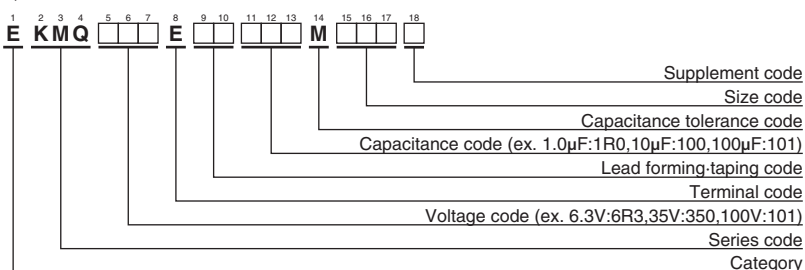 1 2 3 4 5 6 7 8 9 10 11 12 13 14 15 16 17 18
E KMQ E M
Supplement code
Size code
Capacitance tolerance code
Capacitance code (ex. 1.0µF:1R0,10µF:100,100µF:101)
Lead forming·taping code
Terminal code
Voltage code (ex. 6.3V:6R3,35V:350,100V:101)
Series code
Category